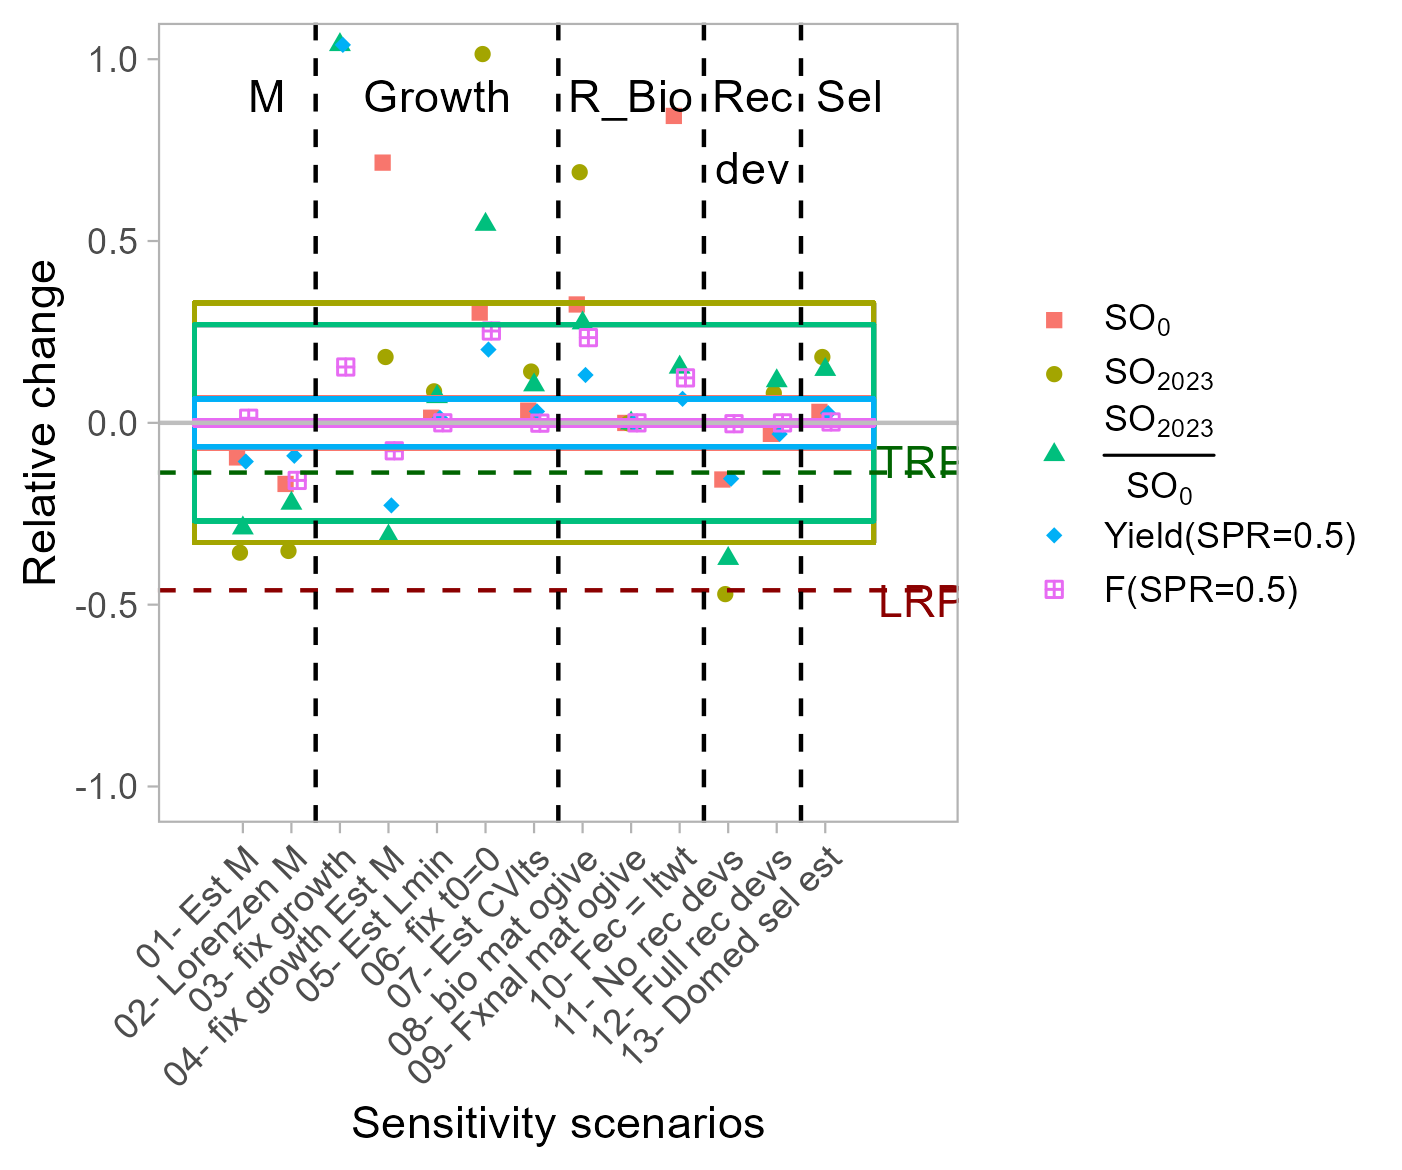 M Growth R_Bio Rec Sel
dev
1.0
0.5
0.0
-0.5
-1.0
Relative change
TRP
LRP
01- Est M
02- Lorenzen M
03- fix growth
04- fix growth Est M
05- Est Lmin
06- fix t0=0
07- Est CVlts
08- bio mat ogive
09- Fxnal mat ogive
10- Fec = ltwt
11- No rec devs
12- Full rec devs
13- Domed sel est
Sensitivity scenarios
SO0
SO2023
SO2023
SO0
Yield(SPR=0.5)
F(SPR=0.5)